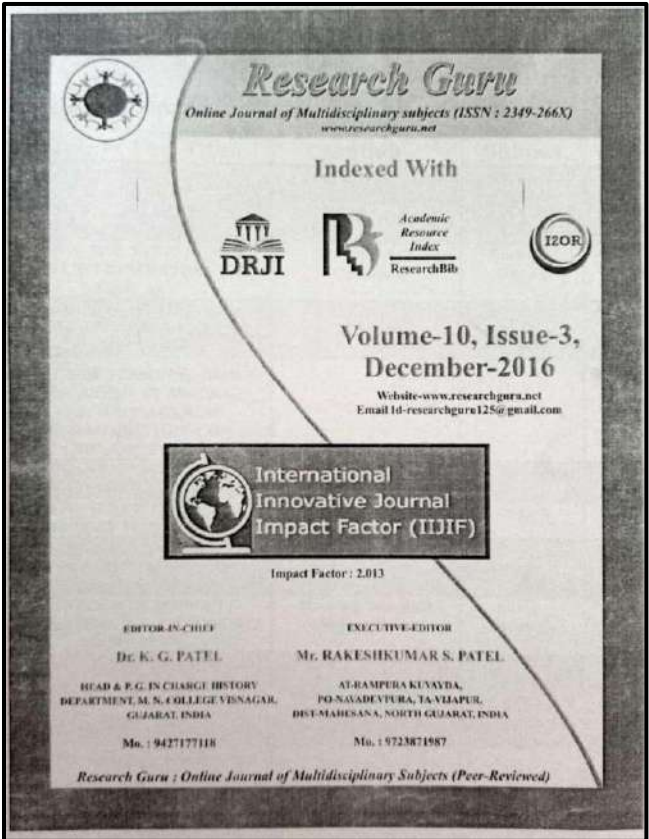 Research Guru
Online Journal of Multidisciplinary subjects (ISSN : 2349-266X)
www.researchguru.net
Indexed With
DRJI
Academic
Resource
Index
ResearchBib
I2OR
Volume-10, Issue-3,
December-2016
Website-www.researchguru.net
Email Id-researchguru125@gmail.com
International
Innovative Journal
Impact Factor (IIJIF)
Impact Factor : 2.013
EDITOR-IN-CHIEF
Dr. K. G. PATEL
HEAD & P.G. IN CHARGE HISTORY
DEPARTMENT, M. N. COLLEGE VISNAGAR,
GUJARAT, INDIA
Mo. : 9427177118
EXECUTIVE-EDITOR
Mr. RAKESHKUMAR S. PATEL
AT-RAMPURA KUVAYDA,
PO-NAVADEVPURA, TA-VIJAPUR,
DIST-MAHESANA, NORTH GUJARAT, INDIA
Mo. : 9723871987
Research Guru : Online Journal of Multidisciplinary Subjects (Peer-Reviewed)